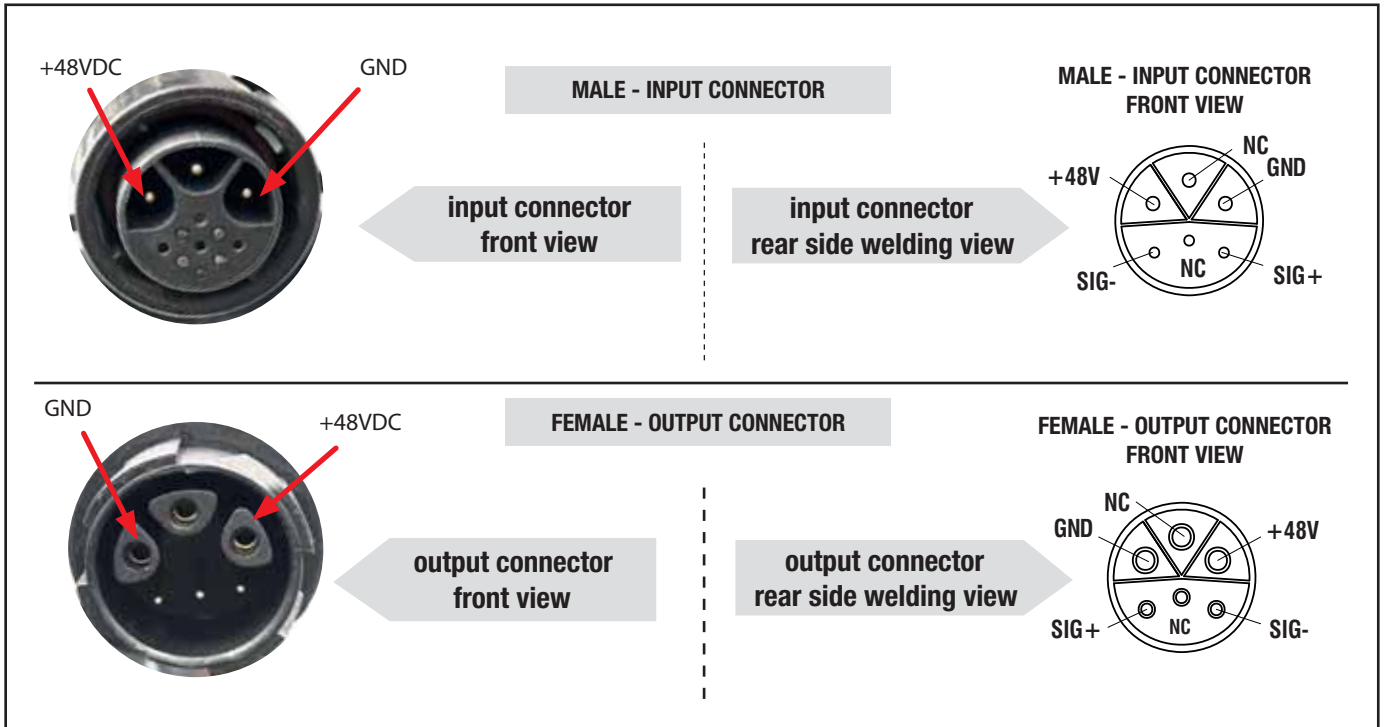 +48VDC
GND
MALE - INPUT CONNECTOR
input connector
front view
input connector
rear side welding view
MALE - INPUT CONNECTOR
FRONT VIEW
NC
GND
+48V
SIG-
NC
SIG+
GND
+48VDC
FEMALE - OUTPUT CONNECTOR
output connector
front view
output connector
rear side welding view
FEMALE - OUTPUT CONNECTOR
FRONT VIEW
NC
GND
+48V
SIG+
NC
SIG-